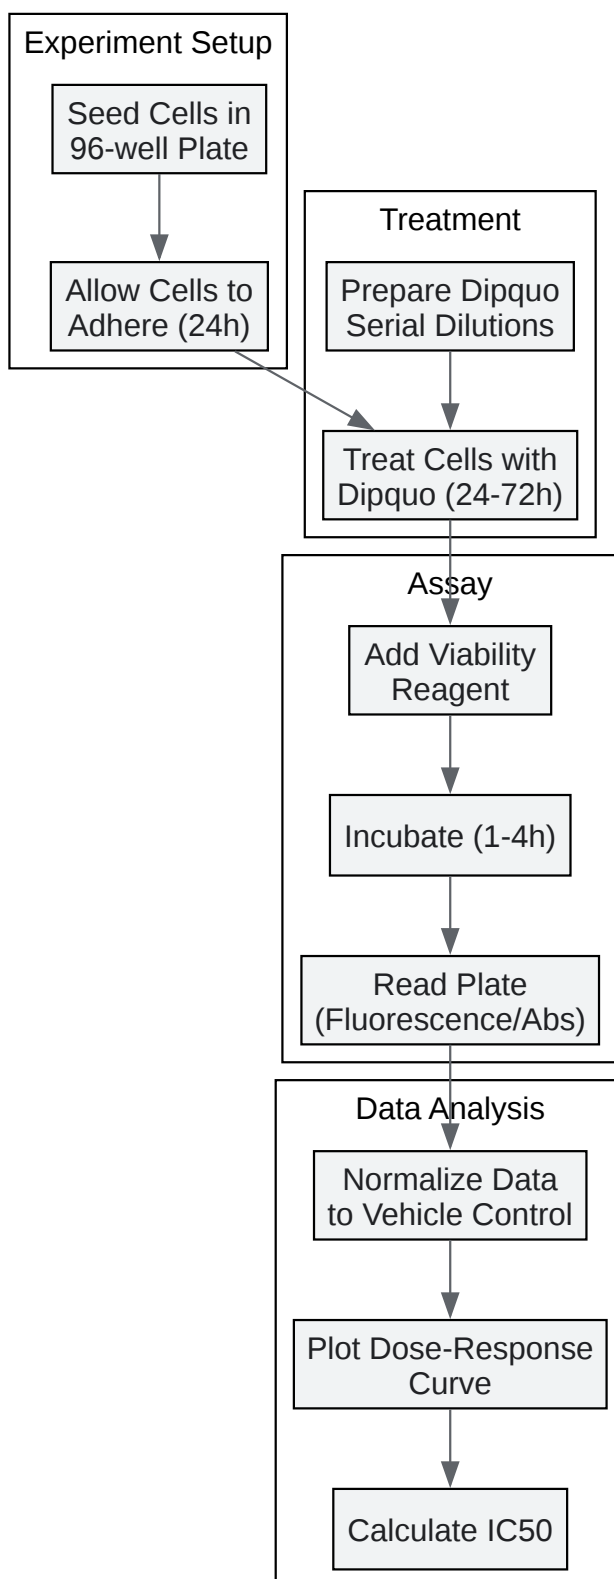 Experiment Setup
Seed Cells in
96-well Plate
Allow Cells to
Adhere (24h)
Treatment
Prepare Dipquo
Serial Dilutions
Treat Cells with
Dipquo (24-72h)
Assay
Add Viability
Reagent
Incubate (1-4h)
Read Plate
(Fluorescence/Abs)
Data Analysis
Normalize Data
to Vehicle Control
Plot Dose-Response
Curve
Calculate IC50